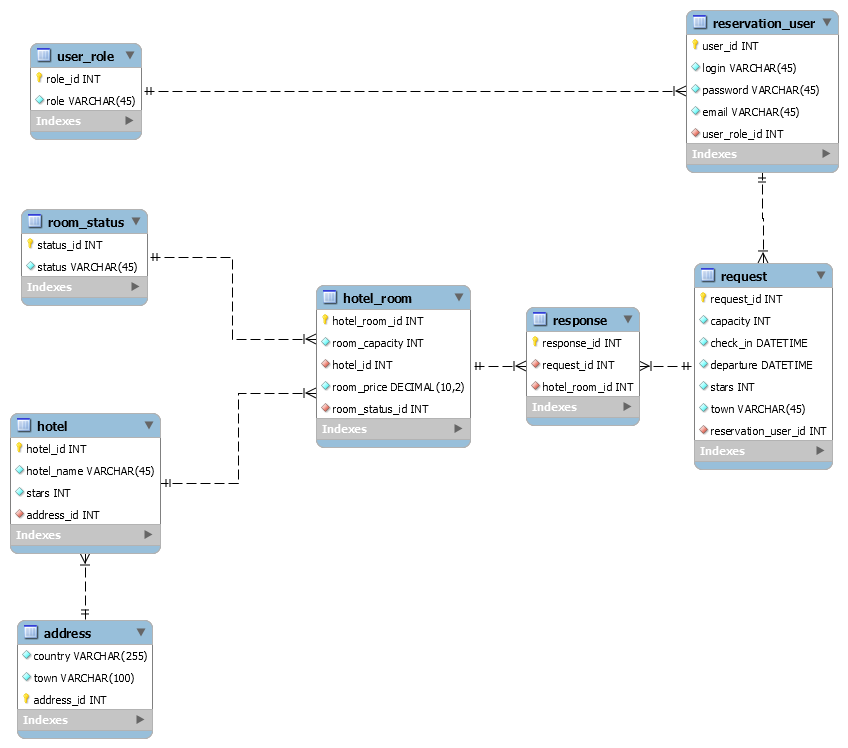 user_role
role_id INT
role VARCHAR(45)
Indexes
reservation_user
user_id INT
login VARCHAR(45)
password VARCHAR(45)
email VARCHAR(45)
user_role_id INT
Indexes
room_status
status_id INT
status VARCHAR(45)
Indexes
hotel_room
hotel_room_id INT
room_capacity INT
hotel_id INT
room_price DECIMAL(10,2)
room_status_id INT
Indexes
response
response_id INT
request_id INT
hotel_room_id INT
Indexes
request
request_id INT
capacity INT
check_in DATETIME
departure DATETIME
stars INT
town VARCHAR(45)
reservation_user_id INT
Indexes
hotel
hotel_id INT
hotel_name VARCHAR(45)
stars INT
address_id INT
Indexes
address
country VARCHAR(255)
town VARCHAR(100)
address_id INT
Indexes